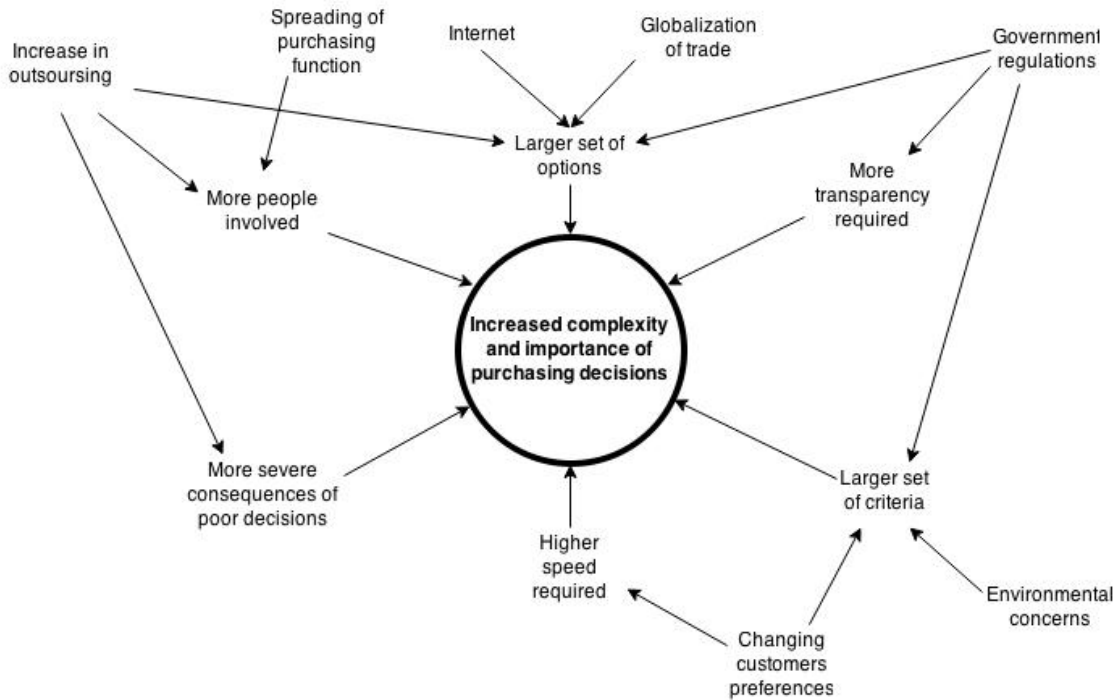 Spreading of
purchasing
function
Internet
Globalization
of trade
Government
regulations
Increase in
outsoursing
Larger set of
options
More people
involved
More
transparency
required
Increased complexity
and importance of
purchasing decisions
More severe
consequences of
poor decisions
Larger set
of criteria
Higher
speed
required
Environmental
concerns
Changing
customers
preferences